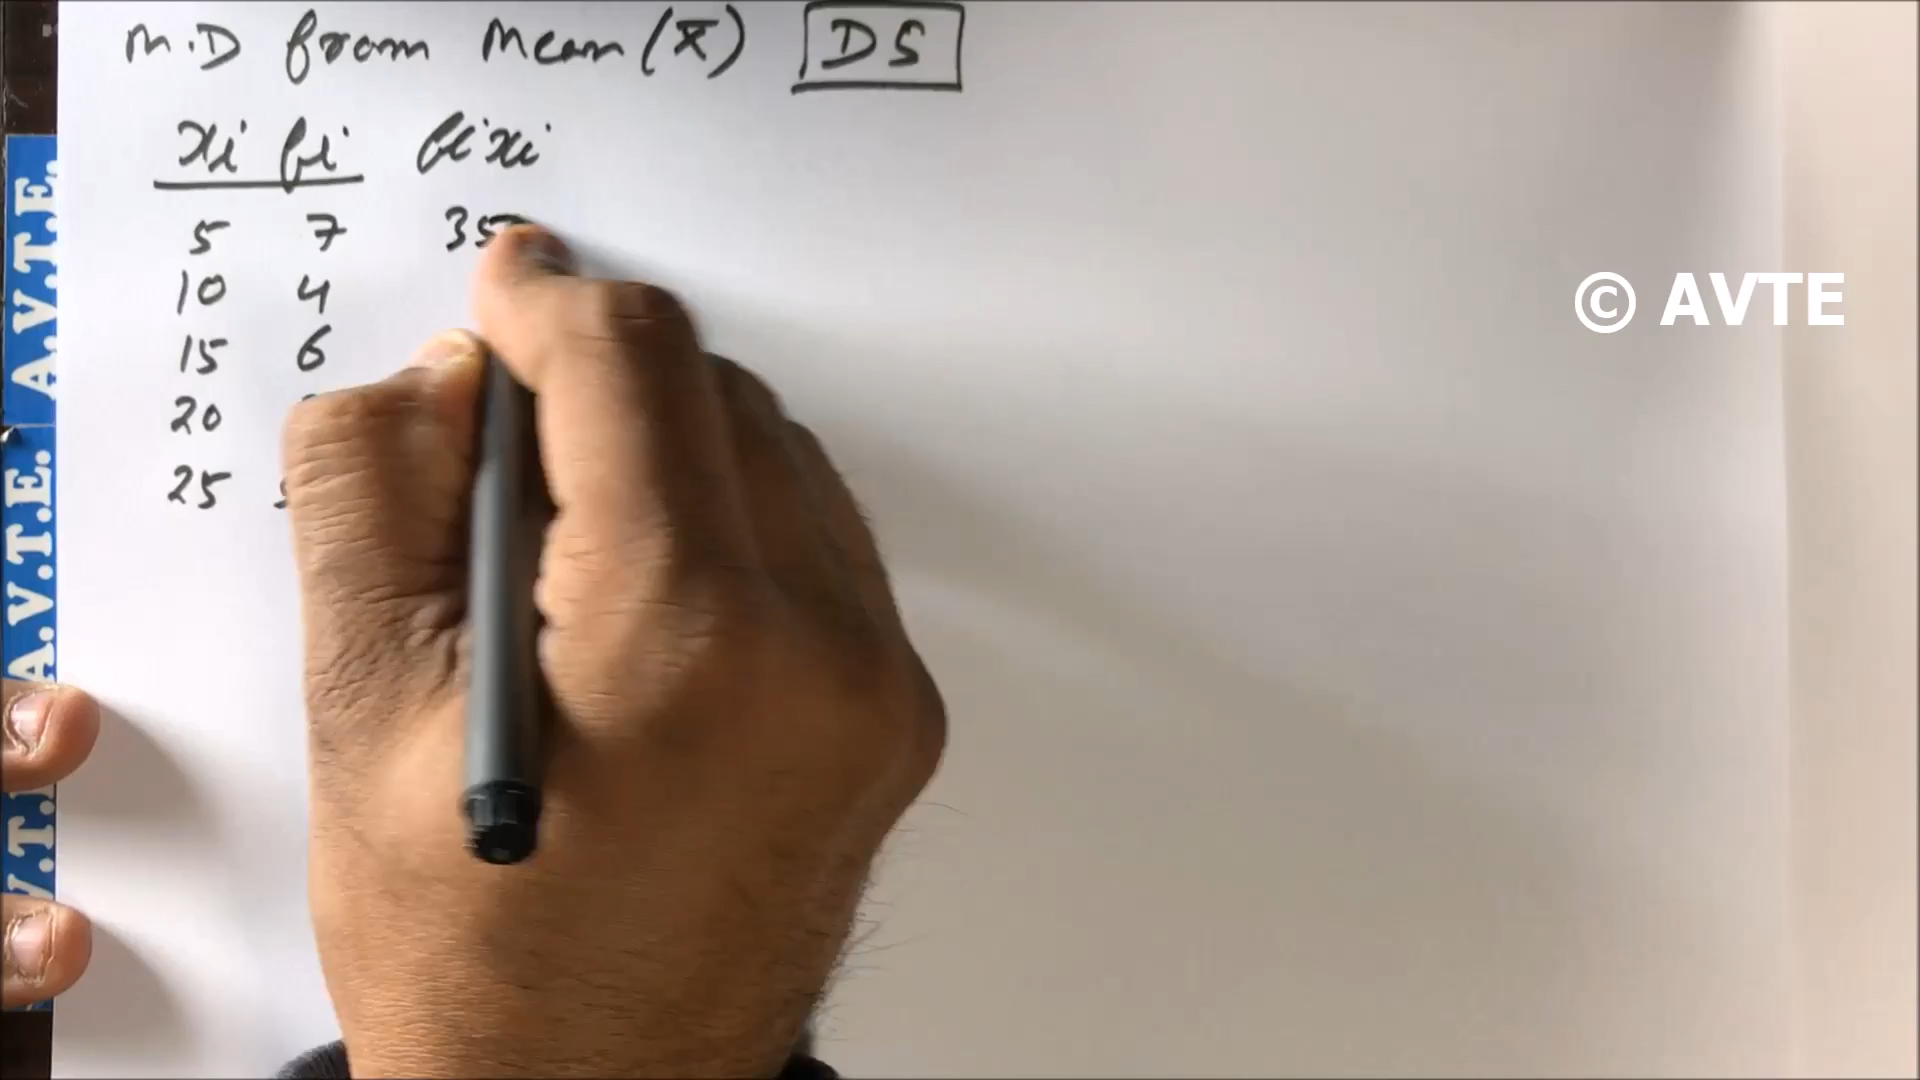 M.D from Mean (x̄) DS
xi fi fixi
5 7 35
10 4
15 6
20
25
© AVTE
A.V.T.E.
A.V.T.E.
V.T.